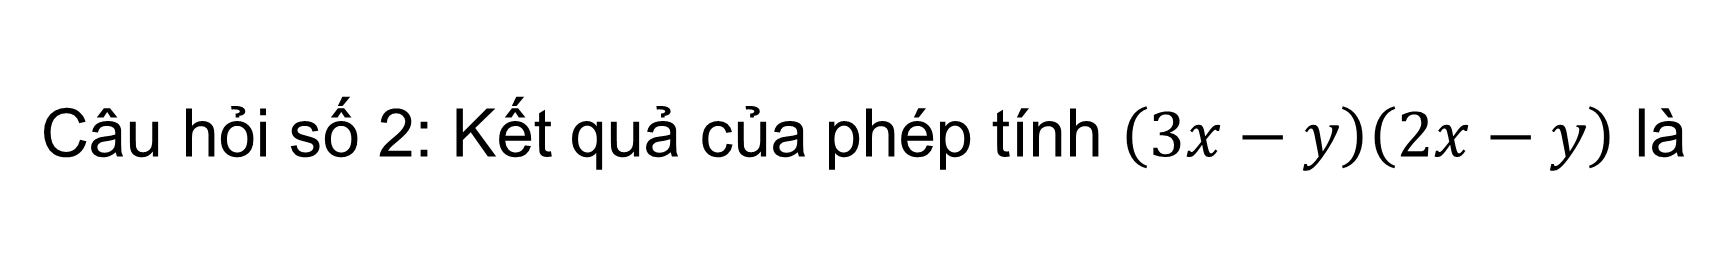 Câu hỏi số 2: Kết quả của phép tính (3x − y)(2x − y) là